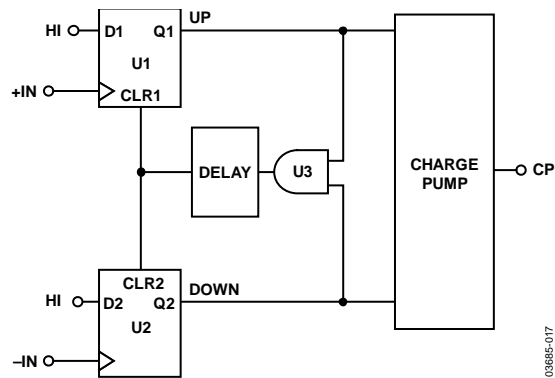 HI
D1
Q1
UP
U1
+IN
CLR1
DELAY
U3
CHARGE
PUMP
CP
CLR2
HI
D2
Q2
DOWN
U2
–IN
03685-017